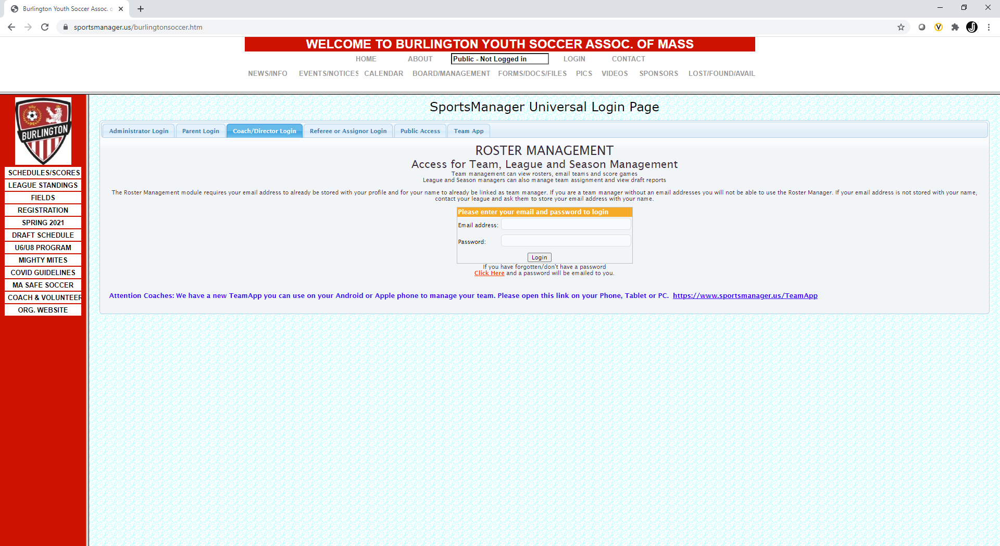 Burlington Youth Soccer Assoc. o
sportsmanager.us/burlingtonsoccer.htm
WELCOME TO BURLINGTON YOUTH SOCCER ASSOC. OF MASS
HOME ABOUT Public - Not Logged in LOGIN CONTACT
NEWS/INFO EVENTS/NOTICES CALENDAR BOARD/MANAGEMENT FORMS/DOCS/FILES PICS VIDEOS SPONSORS LOST/FOUND/AVAIL
BURLINGTON
SCHEDULES/SCORES
LEAGUE STANDINGS
FIELDS
REGISTRATION
SPRING 2021
DRAFT SCHEDULE
U6/U8 PROGRAM
MIGHTY MITES
COVID GUIDELINES
MA SAFE SOCCER
COACH & VOLUNTEER
ORG. WEBSITE
SportsManager Universal Login Page
Administrator Login Parent Login Coach/Director Login Referee or Assignor Login Public Access Team App
ROSTER MANAGEMENT
Access for Team, League and Season Management
Team management can view rosters, email teams and score games
League and Season managers can also manage team assignment and view draft reports
The Roster Management module requires your email address to already be stored with your profile and for your name to already be linked as team manager. If you are a team manager without an email addresses you will not be able to use the Roster Manager. If your email address is not stored with your name,
contact your league and ask them to store your email address with your name.
Please enter your email and password to login
Email address:
Password:
Login
If you have forgotten/don't have a password
Click Here and a password will be emailed to you.
Attention Coaches: We have a new TeamApp you can use on your Android or Apple phone to manage your team. Please open this link on your Phone, Tablet or PC. https://www.sportsmanager.us/TeamApp